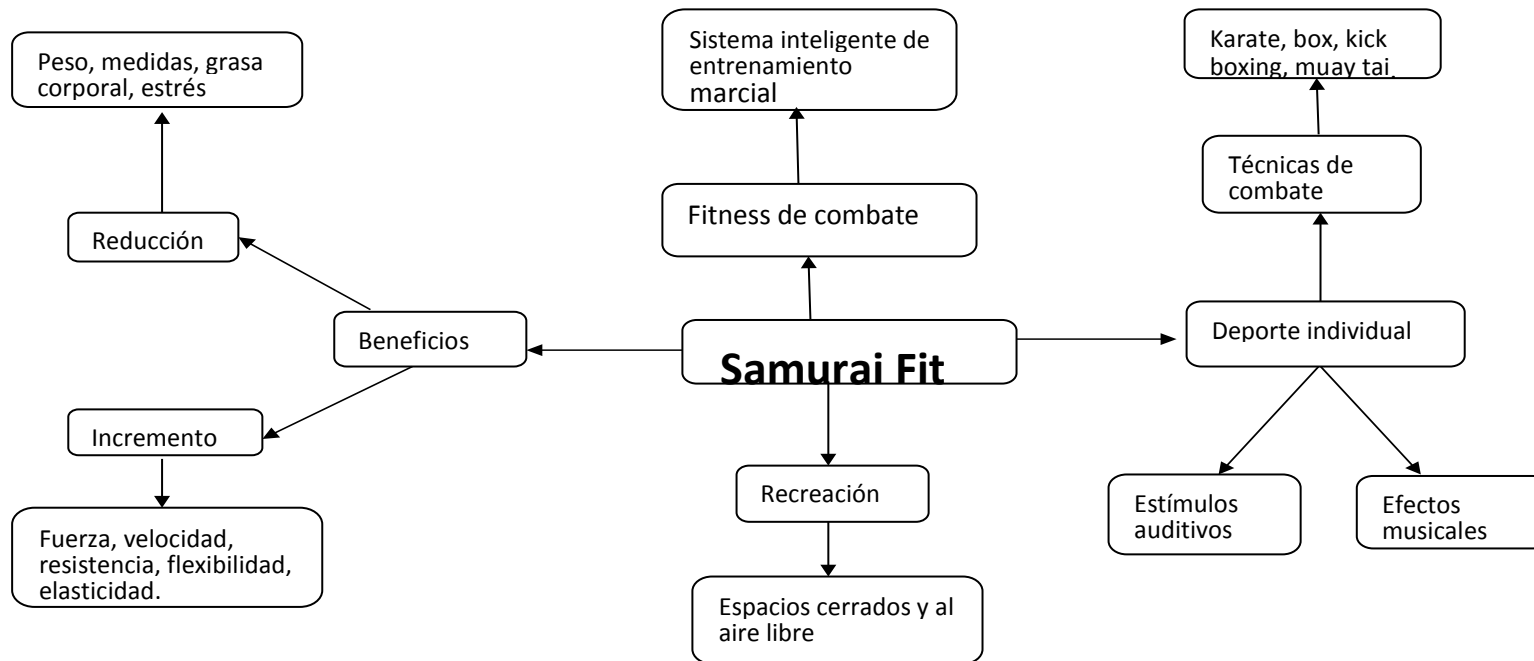 Peso, medidas, grasa
corporal, estrés
Sistema inteligente de
entrenamiento
marcial
Karate, box, kick
boxing, muay tai.
Técnicas de
combate
Fitness de combate
Reducción
Beneficios
Samurai Fit
Deporte individual
Incremento
Recreación
Estímulos
auditivos
Efectos
musicales
Fuerza, velocidad,
resistencia, flexibilidad,
elasticidad.
Espacios cerrados y al
aire libre